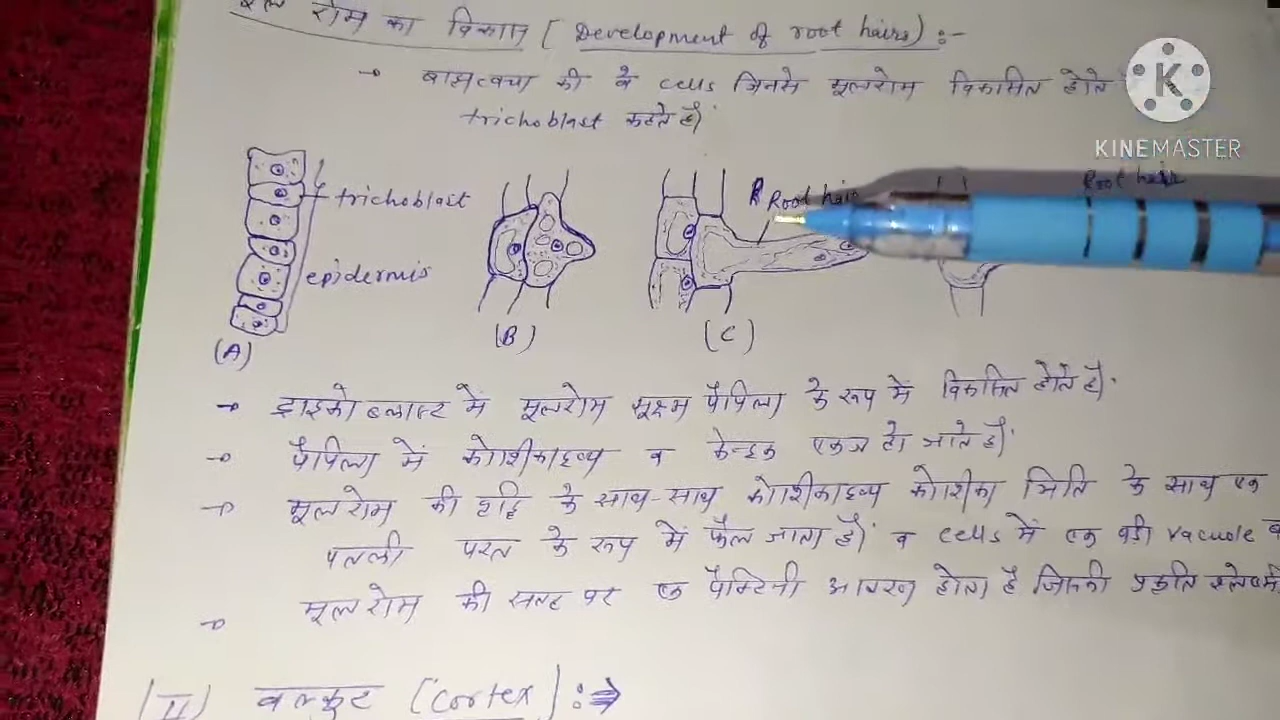 रोम का विकास ( Development of root hairs) :-
→ बाह्यत्वचा की वे cells जिनसे मूलरोम विकसित होते
trichoblast कहते है।
KINEMASTER
trichoblast
epidermis
Root hair
Root hair
(A)
(B)
(C)
→ ट्राइकोब्लास्ट में मूलरोम सूक्ष्म पैपिला के रूप में विकसित होते है।
→ पैपिला में कोशिकाद्रव्य व केन्द्रक एकत्र हो जाते है।
→ मूलरोम की वृद्धि के साथ-साथ कोशिकाद्रव्य कोशिका भित्ति के साथ एक
पतली परत के रूप में फैल जाता है। व cells में एक बडी vacuole
→ मूलरोम की सतह पर एक पैक्टिनी आवरण होता है जिसकी प्रकृति
(II) वल्कुट (Cortex) :⇒